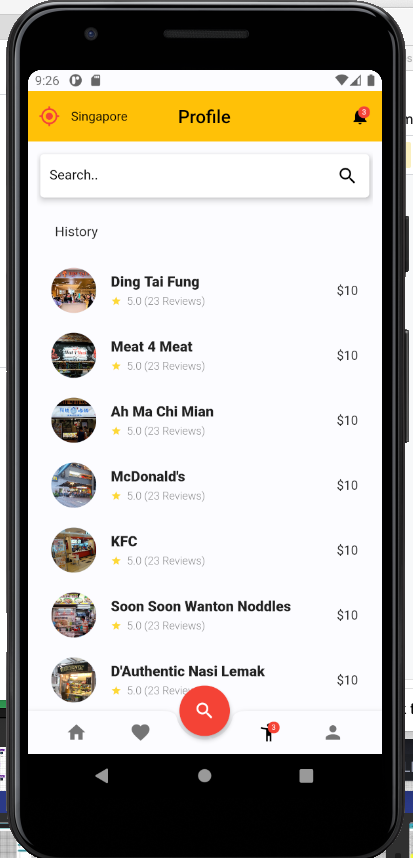 9:26
Singapore
Profile
3
Search..
History
Ding Tai Fung
5.0 (23 Reviews)
$10
Meat 4 Meat
5.0 (23 Reviews)
$10
Ah Ma Chi Mian
5.0 (23 Reviews)
$10
McDonald's
5.0 (23 Reviews)
$10
KFC
5.0 (23 Reviews)
$10
Soon Soon Wanton Noddles
5.0 (23 Reviews)
$10
D'Authentic Nasi Lemak
5.0 (23
$10
3